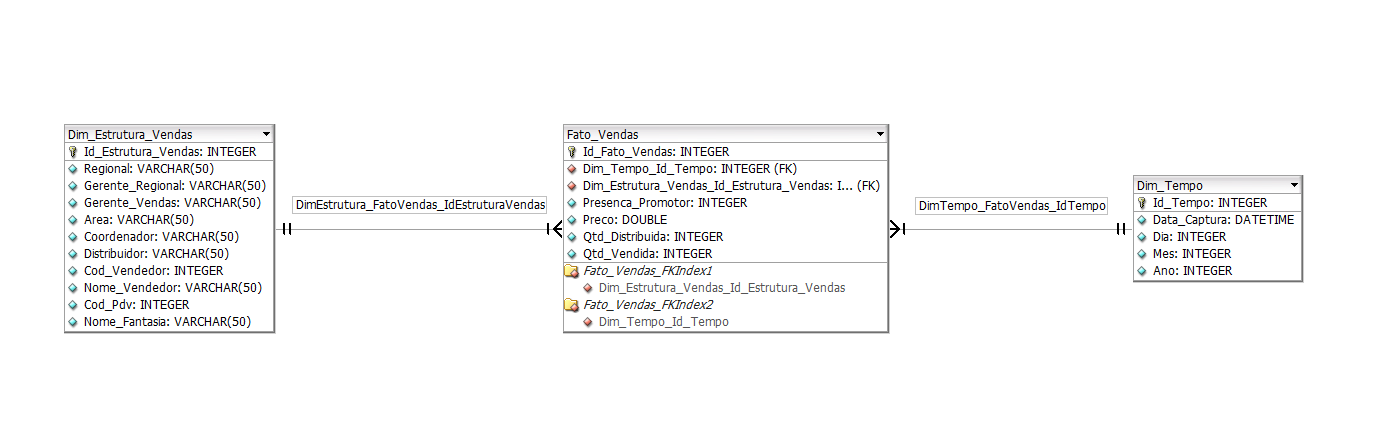 Dim_Estrutura_Vendas
Id_Estrutura_Vendas: INTEGER
Regional: VARCHAR(50)
Gerente_Regional: VARCHAR(50)
Gerente_Vendas: VARCHAR(50)
Area: VARCHAR(50)
Coordenador: VARCHAR(50)
Distribuidor: VARCHAR(50)
Cod_Vendedor: INTEGER
Nome_Vendedor: VARCHAR(50)
Cod_Pdv: INTEGER
Nome_Fantasia: VARCHAR(50)
DimEstrutura_FatoVendas_IdEstruturaVendas
Fato_Vendas
Id_Fato_Vendas: INTEGER
Dim_Tempo_Id_Tempo: INTEGER (FK)
Dim_Estrutura_Vendas_Id_Estrutura_Vendas: I... (FK)
Presenca_Promotor: INTEGER
Preco: DOUBLE
Qtd_Distribuida: INTEGER
Qtd_Vendida: INTEGER
Fato_Vendas_FKIndex1
Dim_Estrutura_Vendas_Id_Estrutura_Vendas
Fato_Vendas_FKIndex2
Dim_Tempo_Id_Tempo
DimTempo_FatoVendas_IdTempo
Dim_Tempo
Id_Tempo: INTEGER
Data_Captura: DATETIME
Dia: INTEGER
Mes: INTEGER
Ano: INTEGER